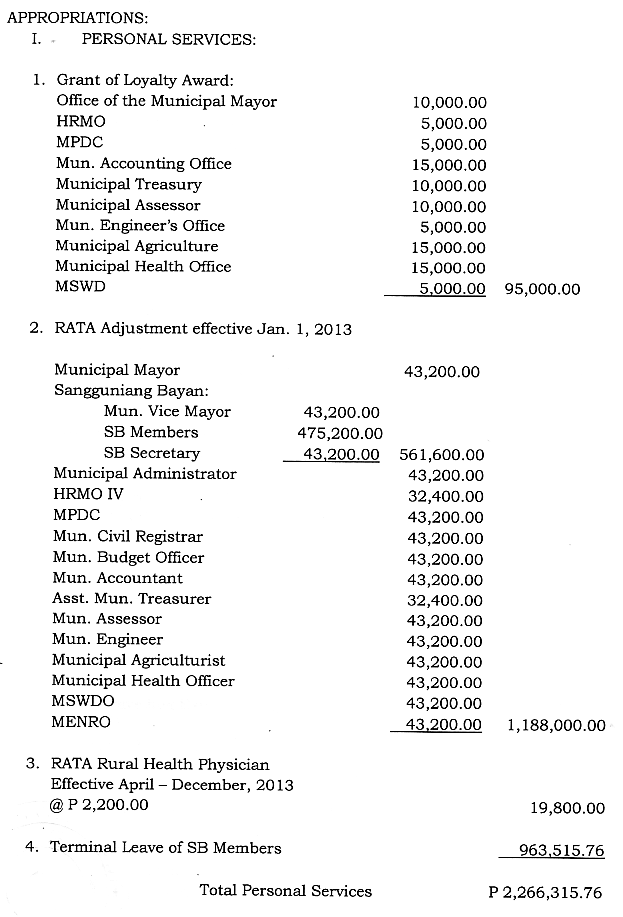 APPROPRIATIONS:
I. PERSONAL SERVICES:
1. Grant of Loyalty Award:
Office of the Municipal Mayor 10,000.00
HRMO 5,000.00
MPDC 5,000.00
Mun. Accounting Office 15,000.00
Municipal Treasury 10,000.00
Municipal Assessor 10,000.00
Mun. Engineer's Office 5,000.00
Municipal Agriculture 15,000.00
Municipal Health Office 15,000.00
MSWD 5,000.00 95,000.00
2. RATA Adjustment effective Jan. 1, 2013
Municipal Mayor 43,200.00
Sangguniang Bayan:
Mun. Vice Mayor 43,200.00
SB Members 475,200.00
SB Secretary 43,200.00 561,600.00
Municipal Administrator 43,200.00
HRMO IV 32,400.00
MPDC 43,200.00
Mun. Civil Registrar 43,200.00
Mun. Budget Officer 43,200.00
Mun. Accountant 43,200.00
Asst. Mun. Treasurer 32,400.00
Mun. Assessor 43,200.00
Mun. Engineer 43,200.00
Municipal Agriculturist 43,200.00
Municipal Health Officer 43,200.00
MSWDO 43,200.00
MENRO 43,200.00 1,188,000.00
3. RATA Rural Health Physician
Effective April – December, 2013
@ P 2,200.00 19,800.00
4. Terminal Leave of SB Members 963,515.76
Total Personal Services P 2,266,315.76